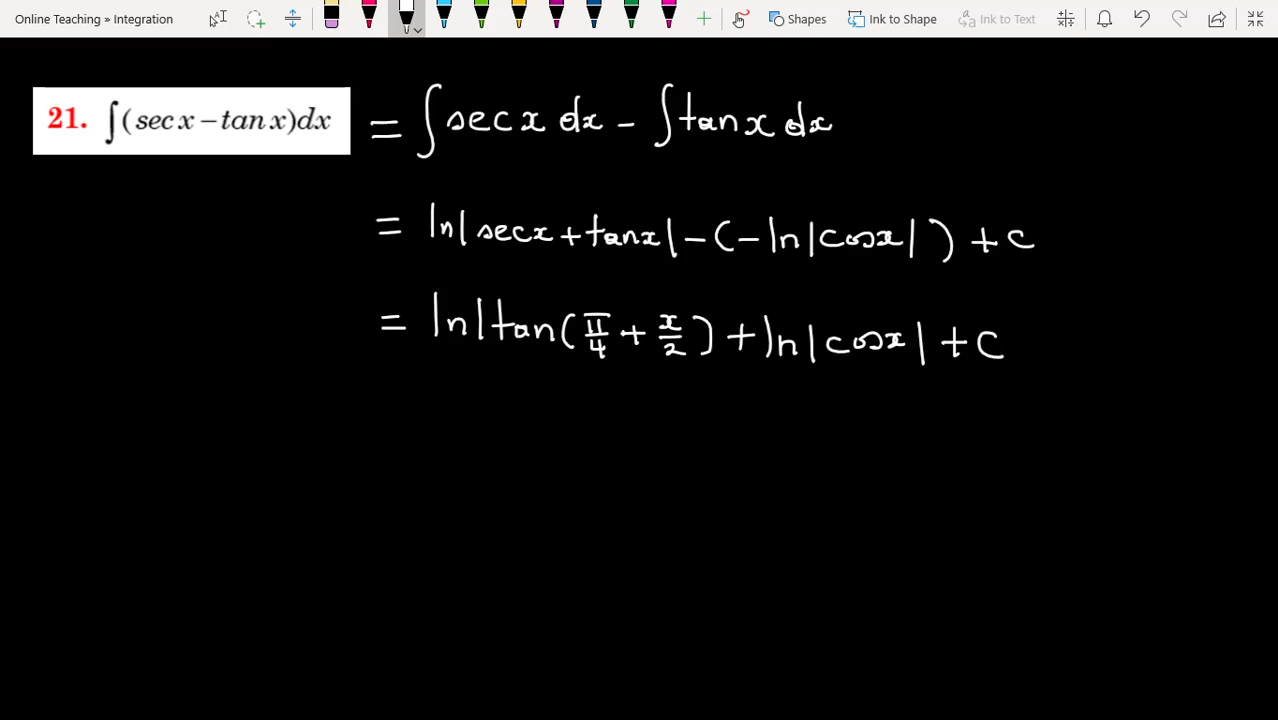 Online Teaching » Integration Shapes Ink to Shape Ink to Text
21. ∫(sec x – tan x)dx = ∫sec x dx – ∫tan x dx
= ln|sec x + tan x| – (– ln|cos x|) + c
= ln|tan(π/4 + x/2) + ln|cos x| + c